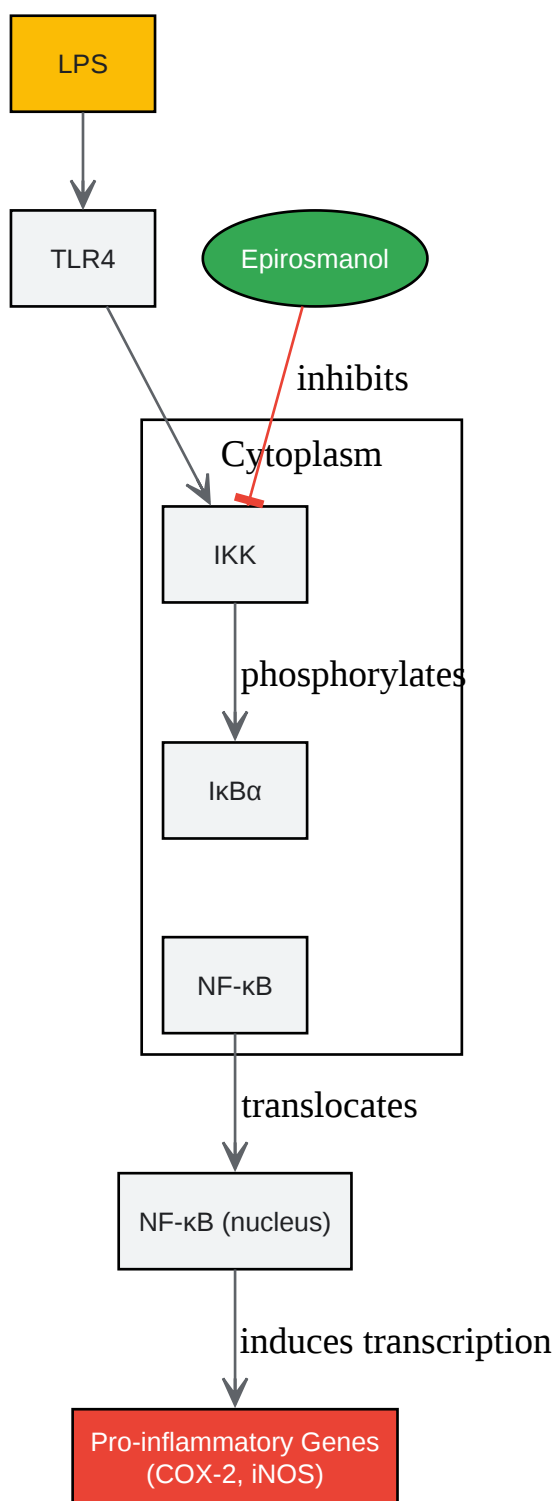 LPS
TLR4
Epirosmanol
inhibits
Cytoplasm
IKK
phosphorylates
IκBα
NF-κB
translocates
NF-κB (nucleus)
induces transcription
Pro-inflammatory Genes
(COX-2, iNOS)